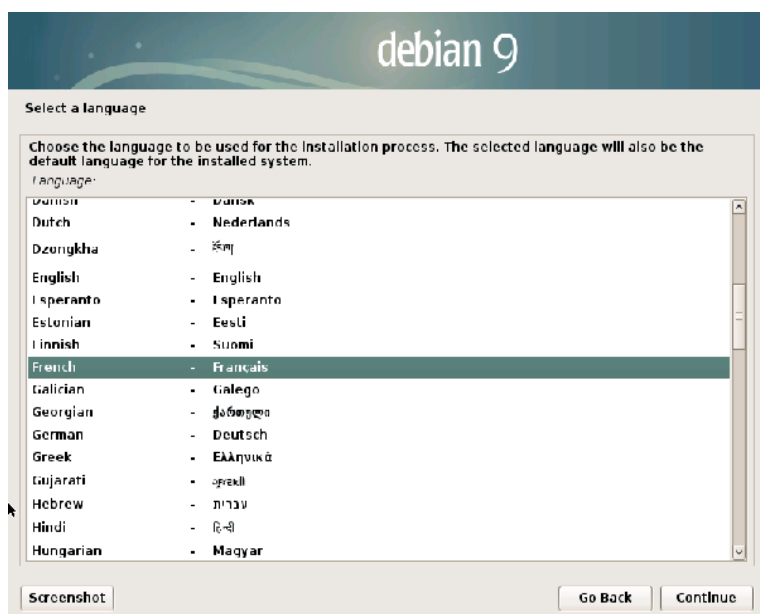 debian 9
Select a language
Choose the language to be used for the installation process. The selected language will also be the
default language for the installed system.
Language:
Danish - Dansk
Dutch - Nederlands
Dzongkha - རྫོང་ཁ།
English - English
Esperanto - Esperanto
Estonian - Eesti
Finnish - Suomi
French - Français
Galician - Galego
Georgian - ქართული
German - Deutsch
Greek - Ελληνικά
Gujarati - ગુજરાતી
Hebrew - עברית
Hindi - हिन्दी
Hungarian - Magyar
Screenshot Go Back Continue